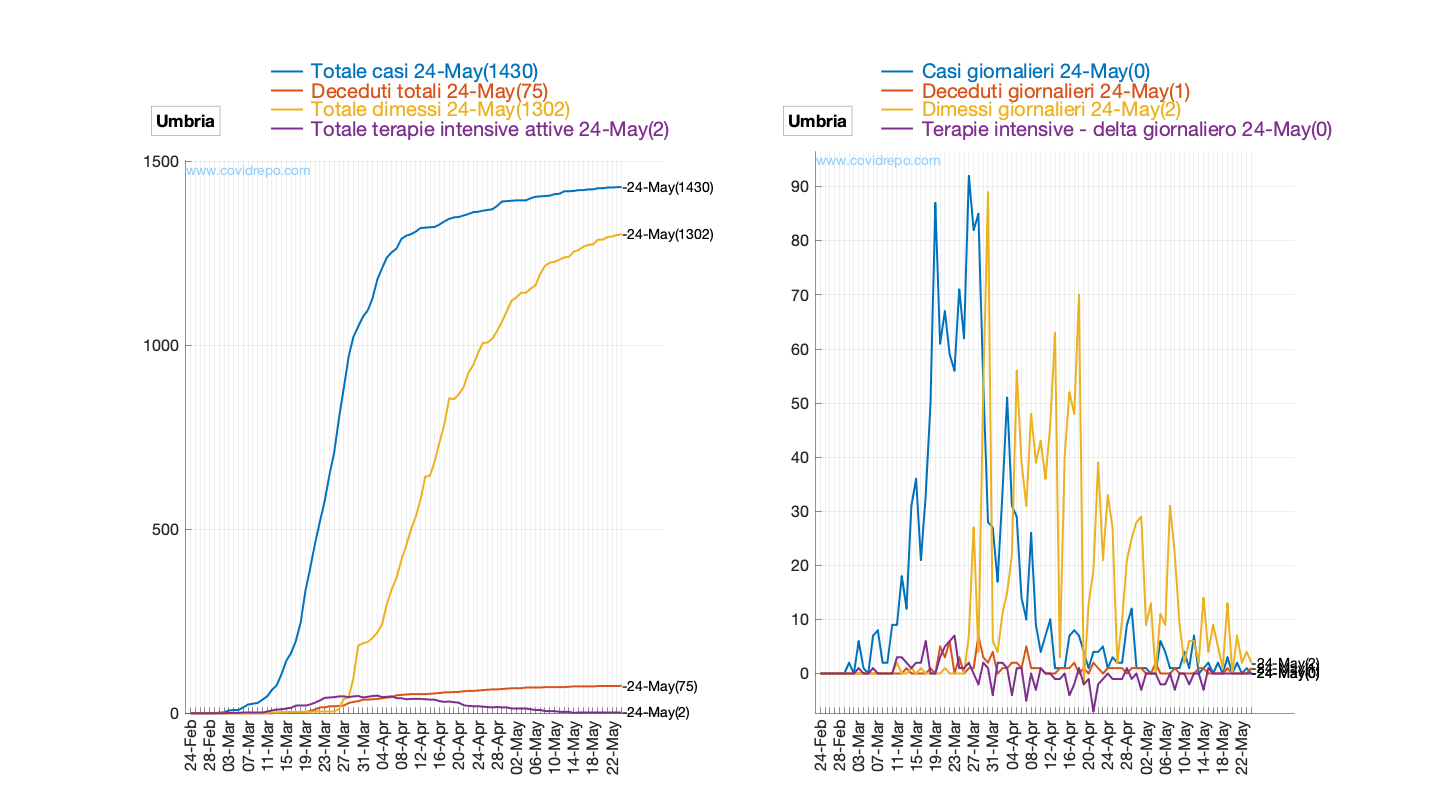 Totale casi 24-May(1430)
Deceduti totali 24-May(75)
Totale dimessi 24-May(1302)
Totale terapie intensive attive 24-May(2)
Umbria
www.covidrepo.com
1500
1000
500
0
-24-May(1430)
-24-May(1302)
-24-May(75)
-24-May(2)
24-Feb
28-Feb
03-Mar
07-Mar
11-Mar
15-Mar
19-Mar
23-Mar
27-Mar
31-Mar
04-Apr
08-Apr
12-Apr
16-Apr
20-Apr
24-Apr
28-Apr
02-May
06-May
10-May
14-May
18-May
22-May
Casi giornalieri 24-May(0)
Deceduti giornalieri 24-May(1)
Dimessi giornalieri 24-May(2)
Terapie intensive - delta giornaliero 24-May(0)
Umbria
www.covidrepo.com
90
80
70
60
50
40
30
20
10
0
-24-May(2)
-24-May(0)
24-Feb
28-Feb
03-Mar
07-Mar
11-Mar
15-Mar
19-Mar
23-Mar
27-Mar
31-Mar
04-Apr
08-Apr
12-Apr
16-Apr
20-Apr
24-Apr
28-Apr
02-May
06-May
10-May
14-May
18-May
22-May